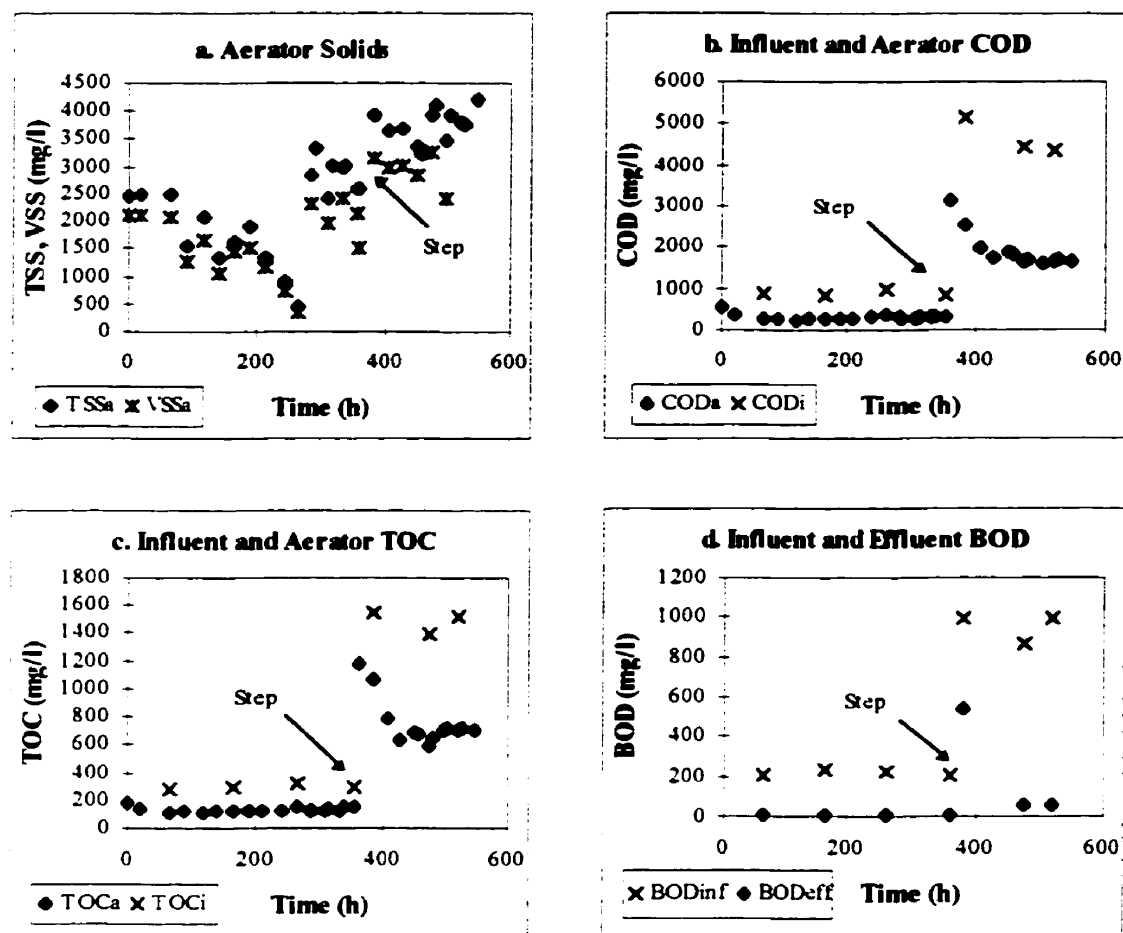 a. Aerator Solids
TSS, VSS (mg/l)
4500
4000
3500
3000
2500
2000
1500
1000
500
0
Step
0 200 400 600
TSSa VSSa
Time (h)
b. Influent and Aerator COD
COD (mg/l)
6000
5000
4000
3000
2000
1000
0
Step
0 200 400 600
CODa CODi
Time (h)
c. Influent and Aerator TOC
TOC (mg/l)
1800
1600
1400
1200
1000
800
600
400
200
0
Step
0 200 400 600
TOCa TOCi
Time (h)
d. Influent and Effluent BOD
BOD (mg/l)
1200
1000
800
600
400
200
0
Step
0 200 400 600
BODinf BODeff
Time (h)